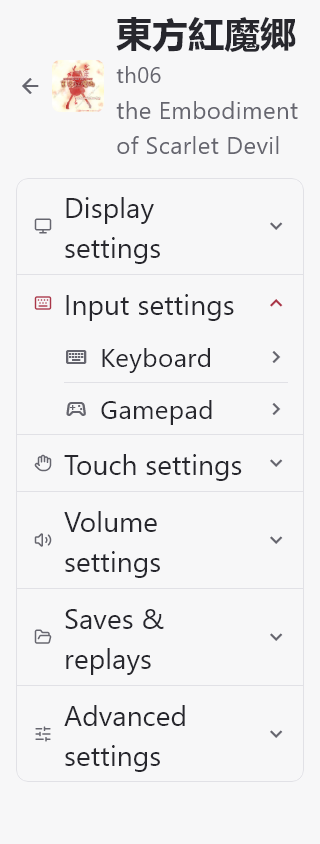 東方紅魔郷
th06
the Embodiment
of Scarlet Devil
Display
settings
Input settings
Keyboard
Gamepad
Touch settings
Volume
settings
Saves &
replays
Advanced
settings